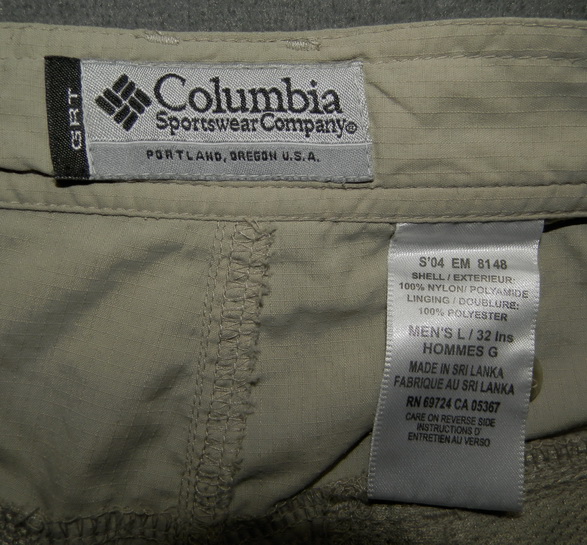 GRT
Columbia
Sportswear Company®
PORTLAND, OREGON U.S.A.
S'04 EM 8148
SHELL / EXTERIEUR:
100% NYLON/ POLYAMIDE
LINGING / DOUBLURE:
100% POLYESTER
MEN'S L / 32 Ins
HOMMES G
MADE IN SRI LANKA
FABRIQUE AU SRI LANKA
RN 69724 CA 05367
CARE ON REVERSE SIDE
INSTRUCTIONS D'
ENTRETIEN AU VERSO